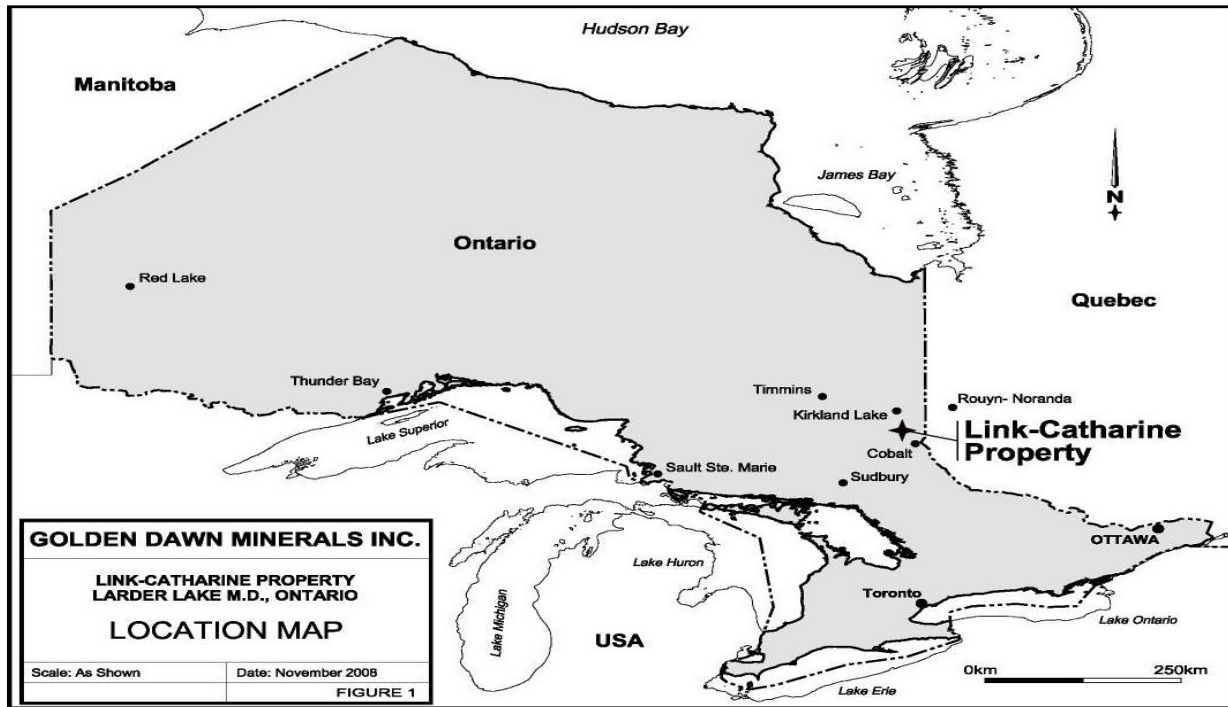 Hudson Bay
Manitoba
James Bay
N
Ontario
Red Lake
Quebec
Thunder Bay
Timmins
Rouyn- Noranda
Kirkland Lake
Lake Superior
Link-Catharine
Property
Cobalt
Sault Ste. Marie
Sudbury
GOLDEN DAWN MINERALS INC.
LINK-CATHARINE PROPERTY
LARDER LAKE M.D., ONTARIO
LOCATION MAP
Scale: As Shown
Date: November 2008
FIGURE 1
OTTAWA
Lake Huron
Lake Michigan
Toronto
Lake Ontario
USA
0km
250km
Lake Erie